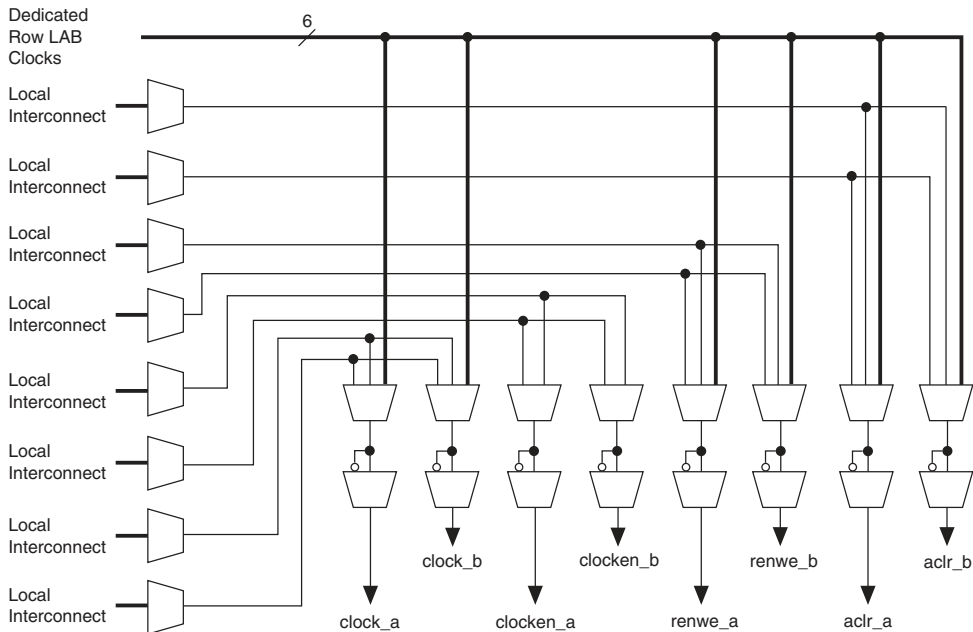 Dedicated
Row LAB
Clocks
6
Local
Interconnect
Local
Interconnect
Local
Interconnect
Local
Interconnect
Local
Interconnect
Local
Interconnect
Local
Interconnect
Local
Interconnect
clock_b
clocken_b
renwe_b
aclr_b
clock_a
clocken_a
renwe_a
aclr_a